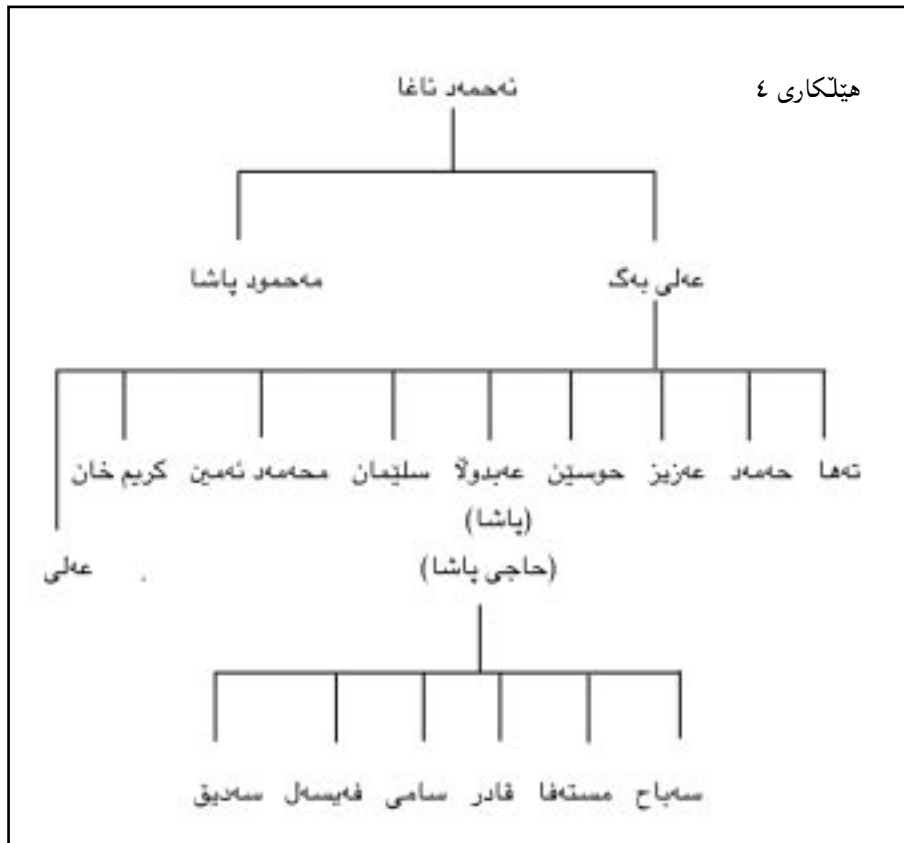 هێڵکاری ٤
ئەحمەد ئاغا
عەلی بەگ مەحمود پاشا
تەها حەمەد عەزیز حوسێن عەبدوڵا سلێمان محەمەد ئەمین کریم خان
(پاشا)
(حاجی پاشا) عەلی
سەباح مستەفا قادر سامی فەیسەل سەدیق